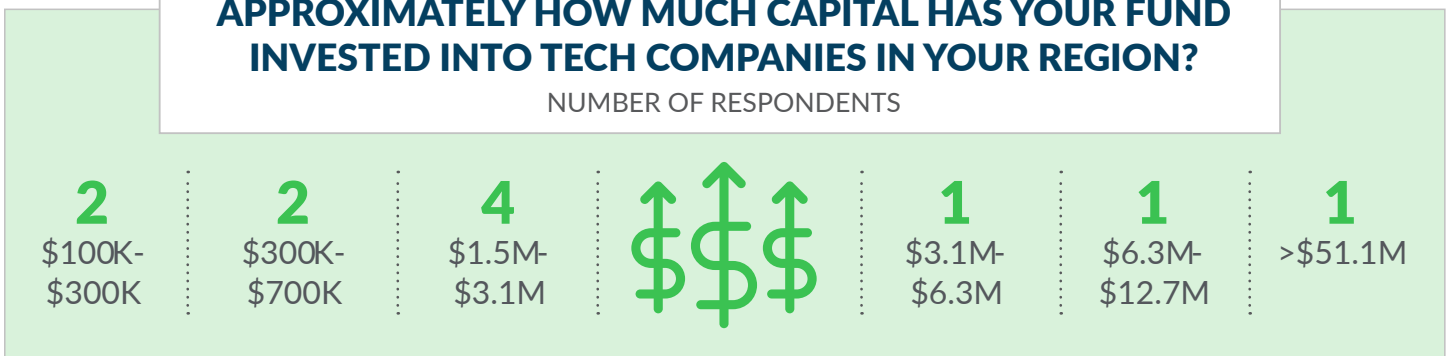 APPROXIMATELY HOW MUCH CAPITAL HAS YOUR FUND
INVESTED INTO TECH COMPANIES IN YOUR REGION?
NUMBER OF RESPONDENTS
2
$100K-
$300K
2
$300K-
$700K
4
$1.5M-
$3.1M
1
$3.1M-
$6.3M
1
$6.3M-
$12.7M
1
>$51.1M